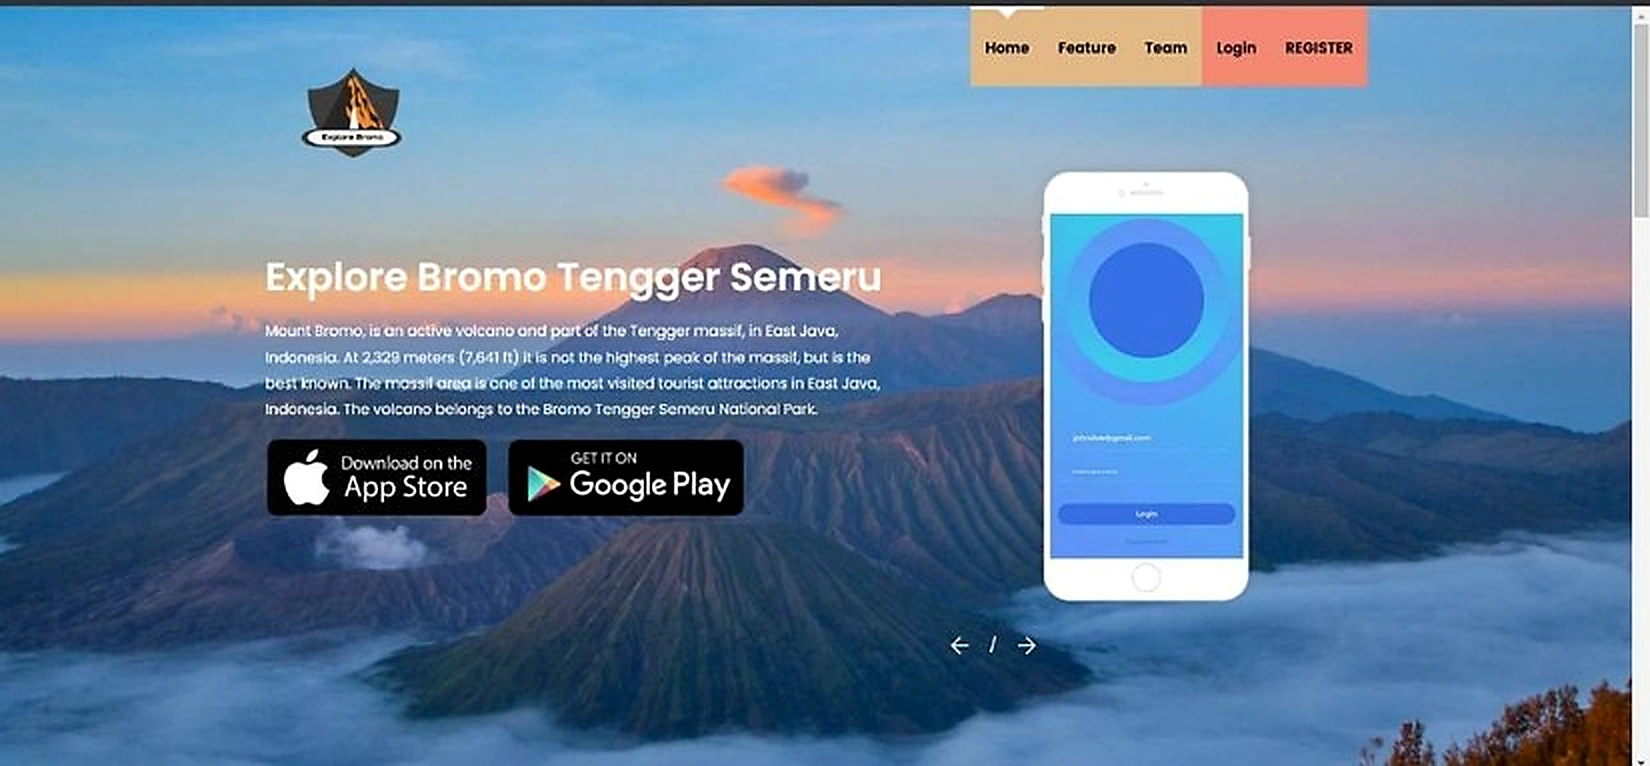 Home Feature Team Login REGISTER
Explore Bromo
Explore Bromo Tengger Semeru
Mount Bromo, is an active volcano and part of the Tengger massif, in East Java,
Indonesia. At 2,329 meters (7,641 ft) it is not the highest peak of the massif, but is the
best known. The massif area is one of the most visited tourist attractions in East Java,
Indonesia. The volcano belongs to the Bromo Tengger Semeru National Park.
Download on the
App Store
GET IT ON
Google Play
Login
/